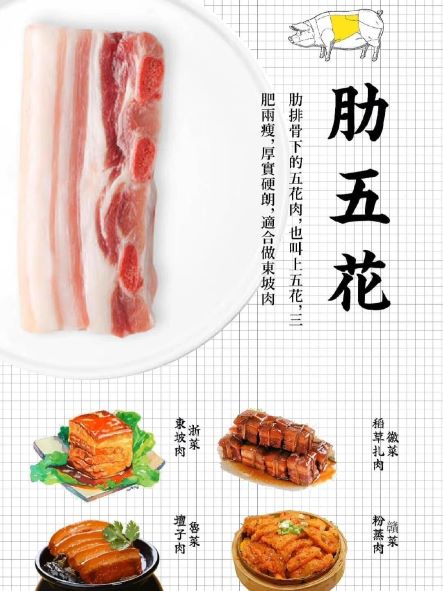 肋五花
肋排骨下的五花肉，也叫上五花，三
肥兩瘦，厚實硬朗，適合做東坡肉
浙菜
東坡肉
徽菜
稻草扎肉
魯菜
壇子肉
贛菜
粉蒸肉